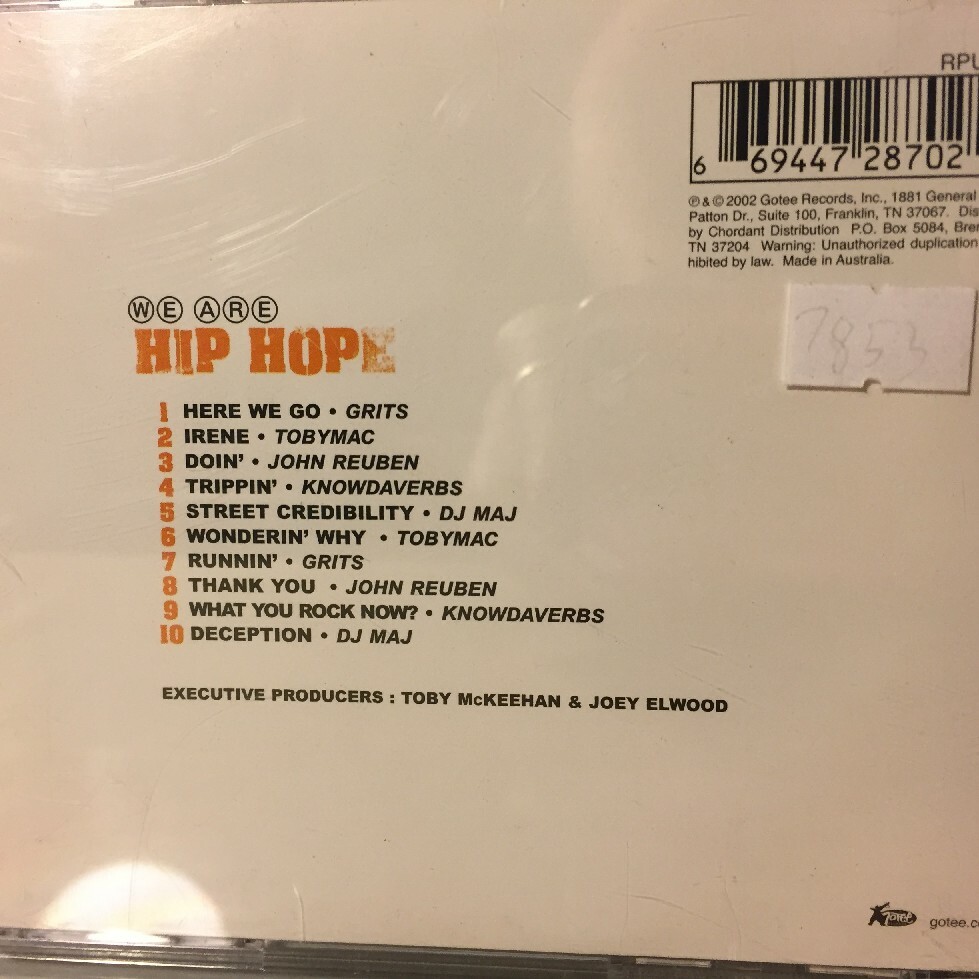 RPU
6 69447 28702
℗ & © 2002 Gotee Records, Inc., 1881 General
Patton Dr., Suite 100, Franklin, TN 37067. Dis
by Chordant Distribution P.O. Box 5084, Bren
TN 37204 Warning: Unauthorized duplication
hibited by law. Made in Australia.
7853
WE ARE
HIP HOPE
1 HERE WE GO • GRITS
2 IRENE • TOBYMAC
3 DOIN' • JOHN REUBEN
4 TRIPPIN' • KNOWDAVERBS
5 STREET CREDIBILITY • DJ MAJ
6 WONDERIN' WHY • TOBYMAC
7 RUNNIN' • GRITS
8 THANK YOU • JOHN REUBEN
9 WHAT YOU ROCK NOW? • KNOWDAVERBS
10 DECEPTION • DJ MAJ
EXECUTIVE PRODUCERS : TOBY McKEEHAN & JOEY ELWOOD
gotee
gotee.c